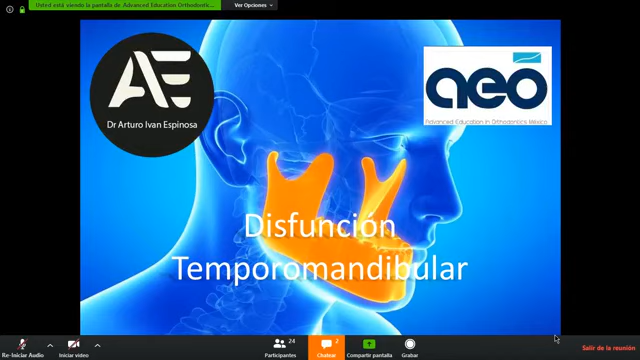 Usted está viendo la pantalla de Advanced Education Orthodontics...
Ver Opciones
AE
Dr Arturo Ivan Espinosa
aeo
Advanced Education in Orthodontics México
Disfunción
Temporomandibular
Re-Iniciar Audio
Iniciar video
24
Participantes
2
Chatear
Compartir pantalla
Grabar
Salir de la reunión